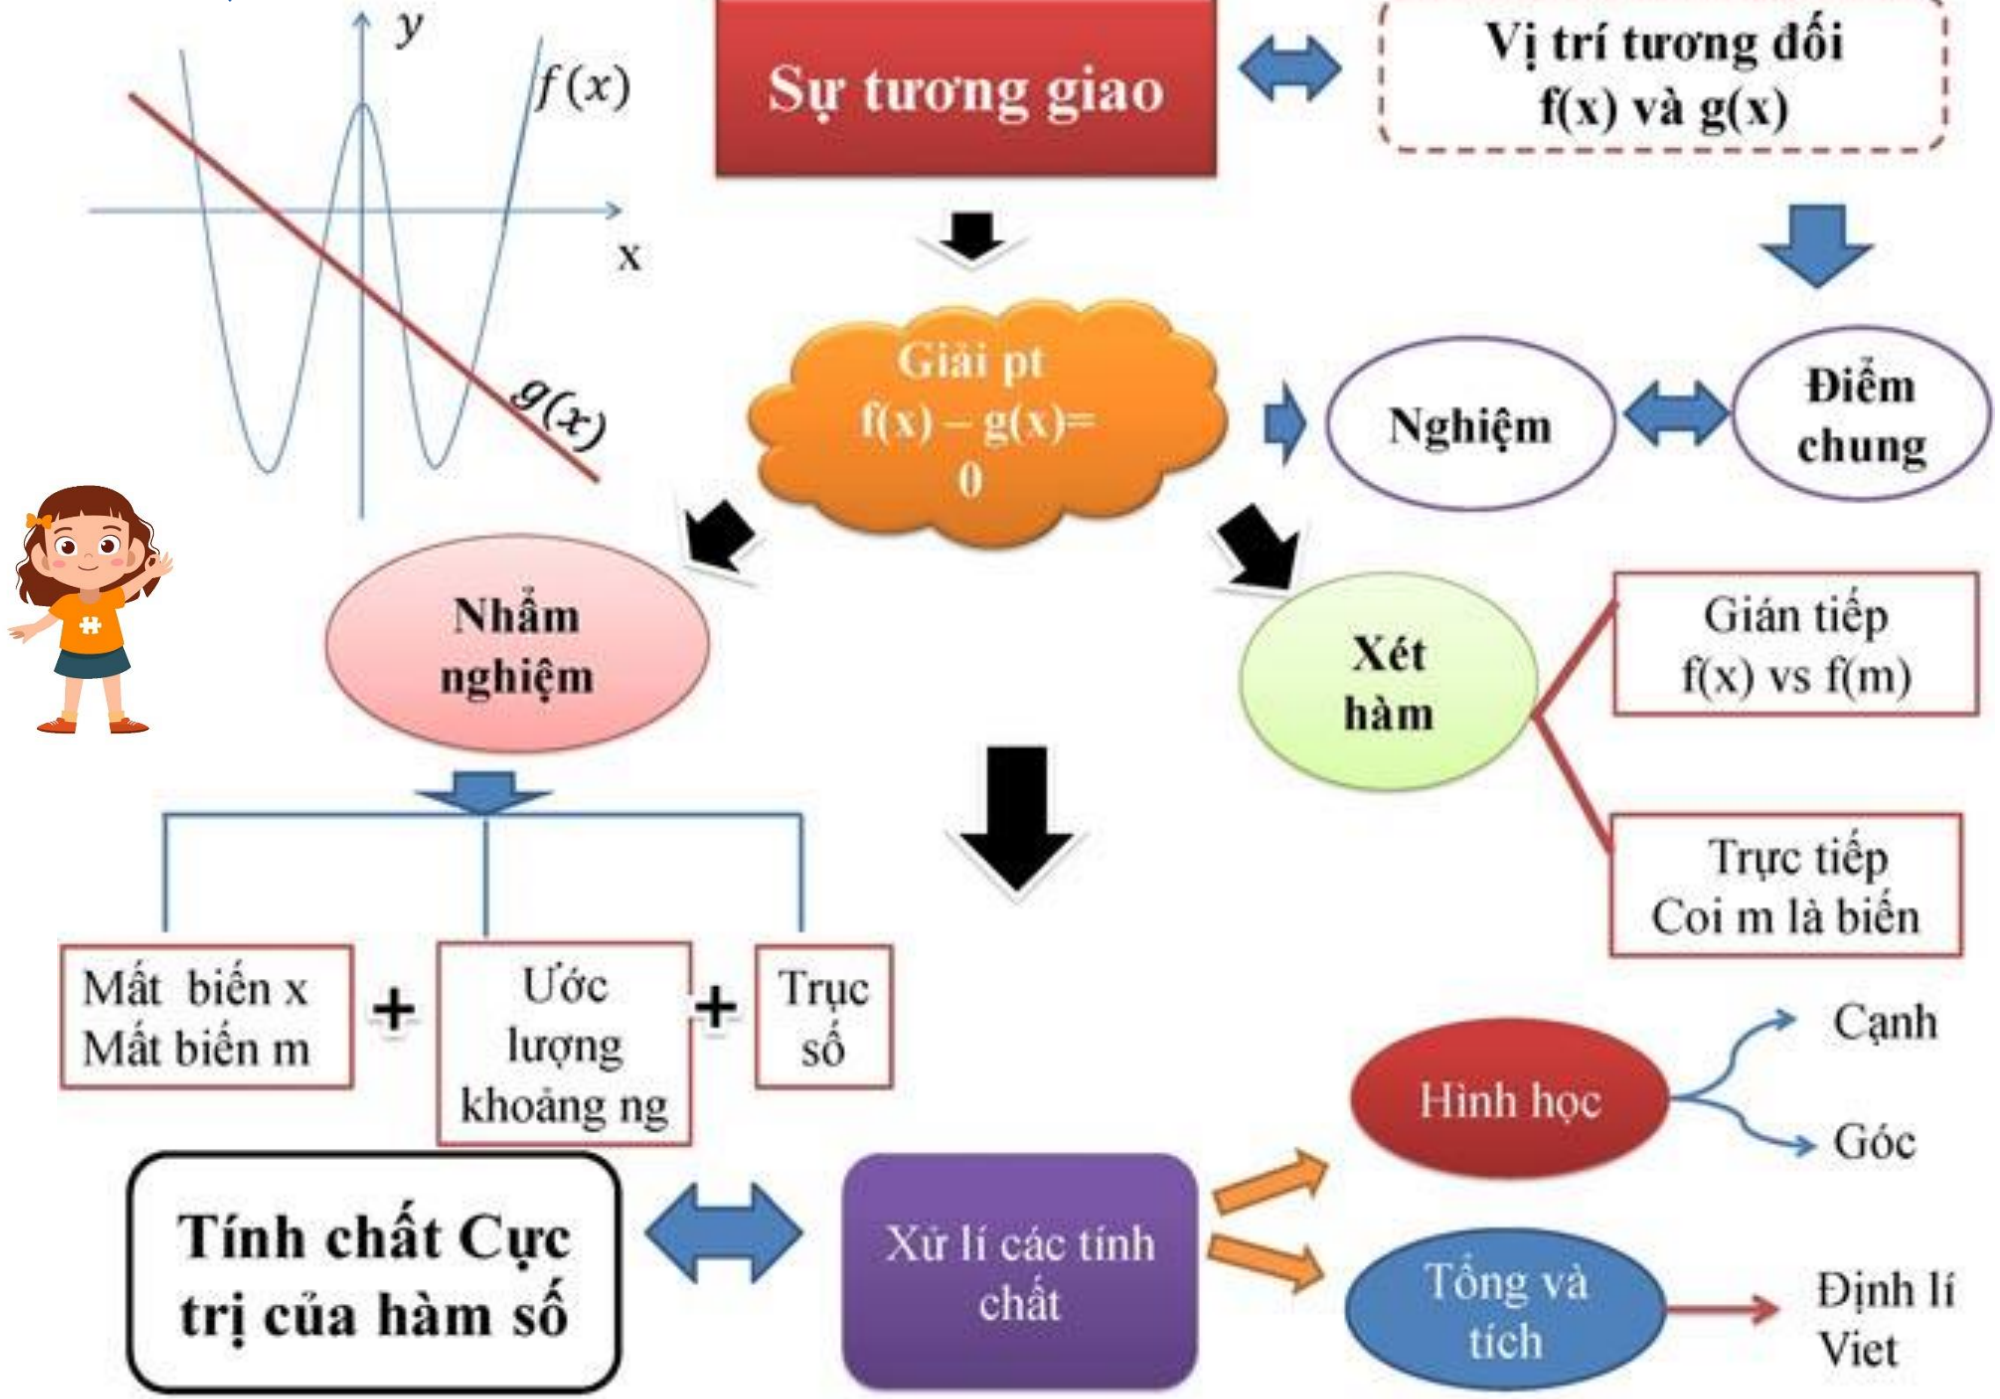 y
f(x)
x
g(x)
Sự tương giao
Vị trí tương đối
f(x) và g(x)
Giải pt
f(x) – g(x)=
0
Nghiệm
Điểm
chung
Nhẩm
nghiệm
Xét
hàm
Gián tiếp
f(x) vs f(m)
Trực tiếp
Coi m là biến
Mất biến x
Mất biến m
+
Ước
lượng
khoảng ng
+
Trục
số
Hình học
Cạnh
Góc
Tính chất Cực
trị của hàm số
Xử lí các tính
chất
Tổng và
tích
Định lí
Viet